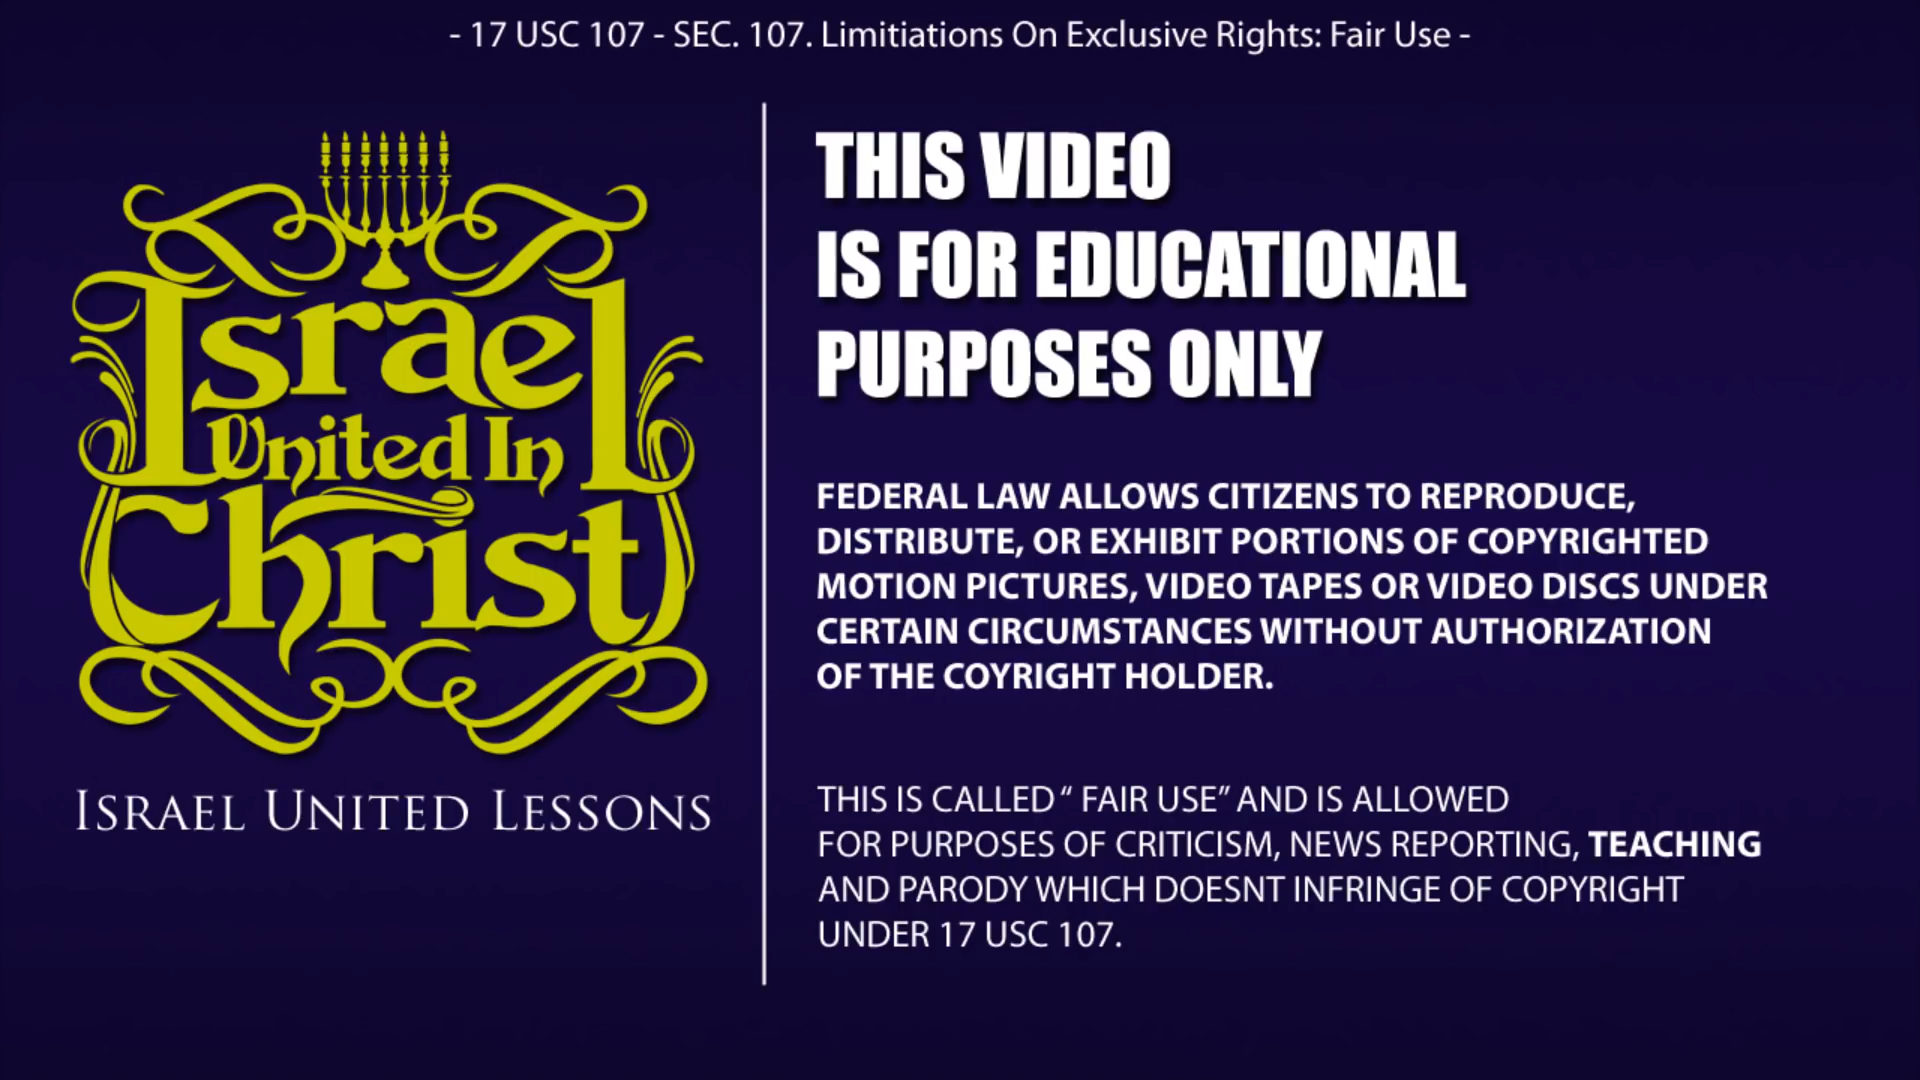 - 17 USC 107 - SEC. 107. Limitiations On Exclusive Rights: Fair Use -
Israel
United In
Christ
ISRAEL UNITED LESSONS
THIS VIDEO
IS FOR EDUCATIONAL
PURPOSES ONLY
FEDERAL LAW ALLOWS CITIZENS TO REPRODUCE,
DISTRIBUTE, OR EXHIBIT PORTIONS OF COPYRIGHTED
MOTION PICTURES, VIDEO TAPES OR VIDEO DISCS UNDER
CERTAIN CIRCUMSTANCES WITHOUT AUTHORIZATION
OF THE COYRIGHT HOLDER.
THIS IS CALLED “ FAIR USE” AND IS ALLOWED
FOR PURPOSES OF CRITICISM, NEWS REPORTING, TEACHING
AND PARODY WHICH DOESNT INFRINGE OF COPYRIGHT
UNDER 17 USC 107.